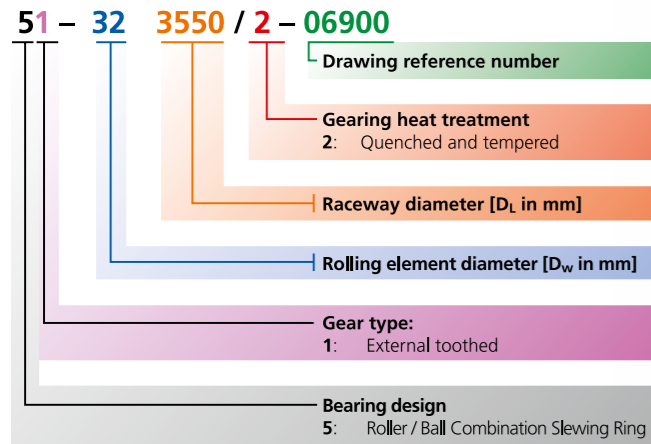 51 – 32 3550 / 2 – 06900
Drawing reference number
Gearing heat treatment
2: Quenched and tempered
Raceway diameter [DL in mm]
Rolling element diameter [Dw in mm]
Gear type:
1: External toothed
Bearing design
5: Roller / Ball Combination Slewing Ring